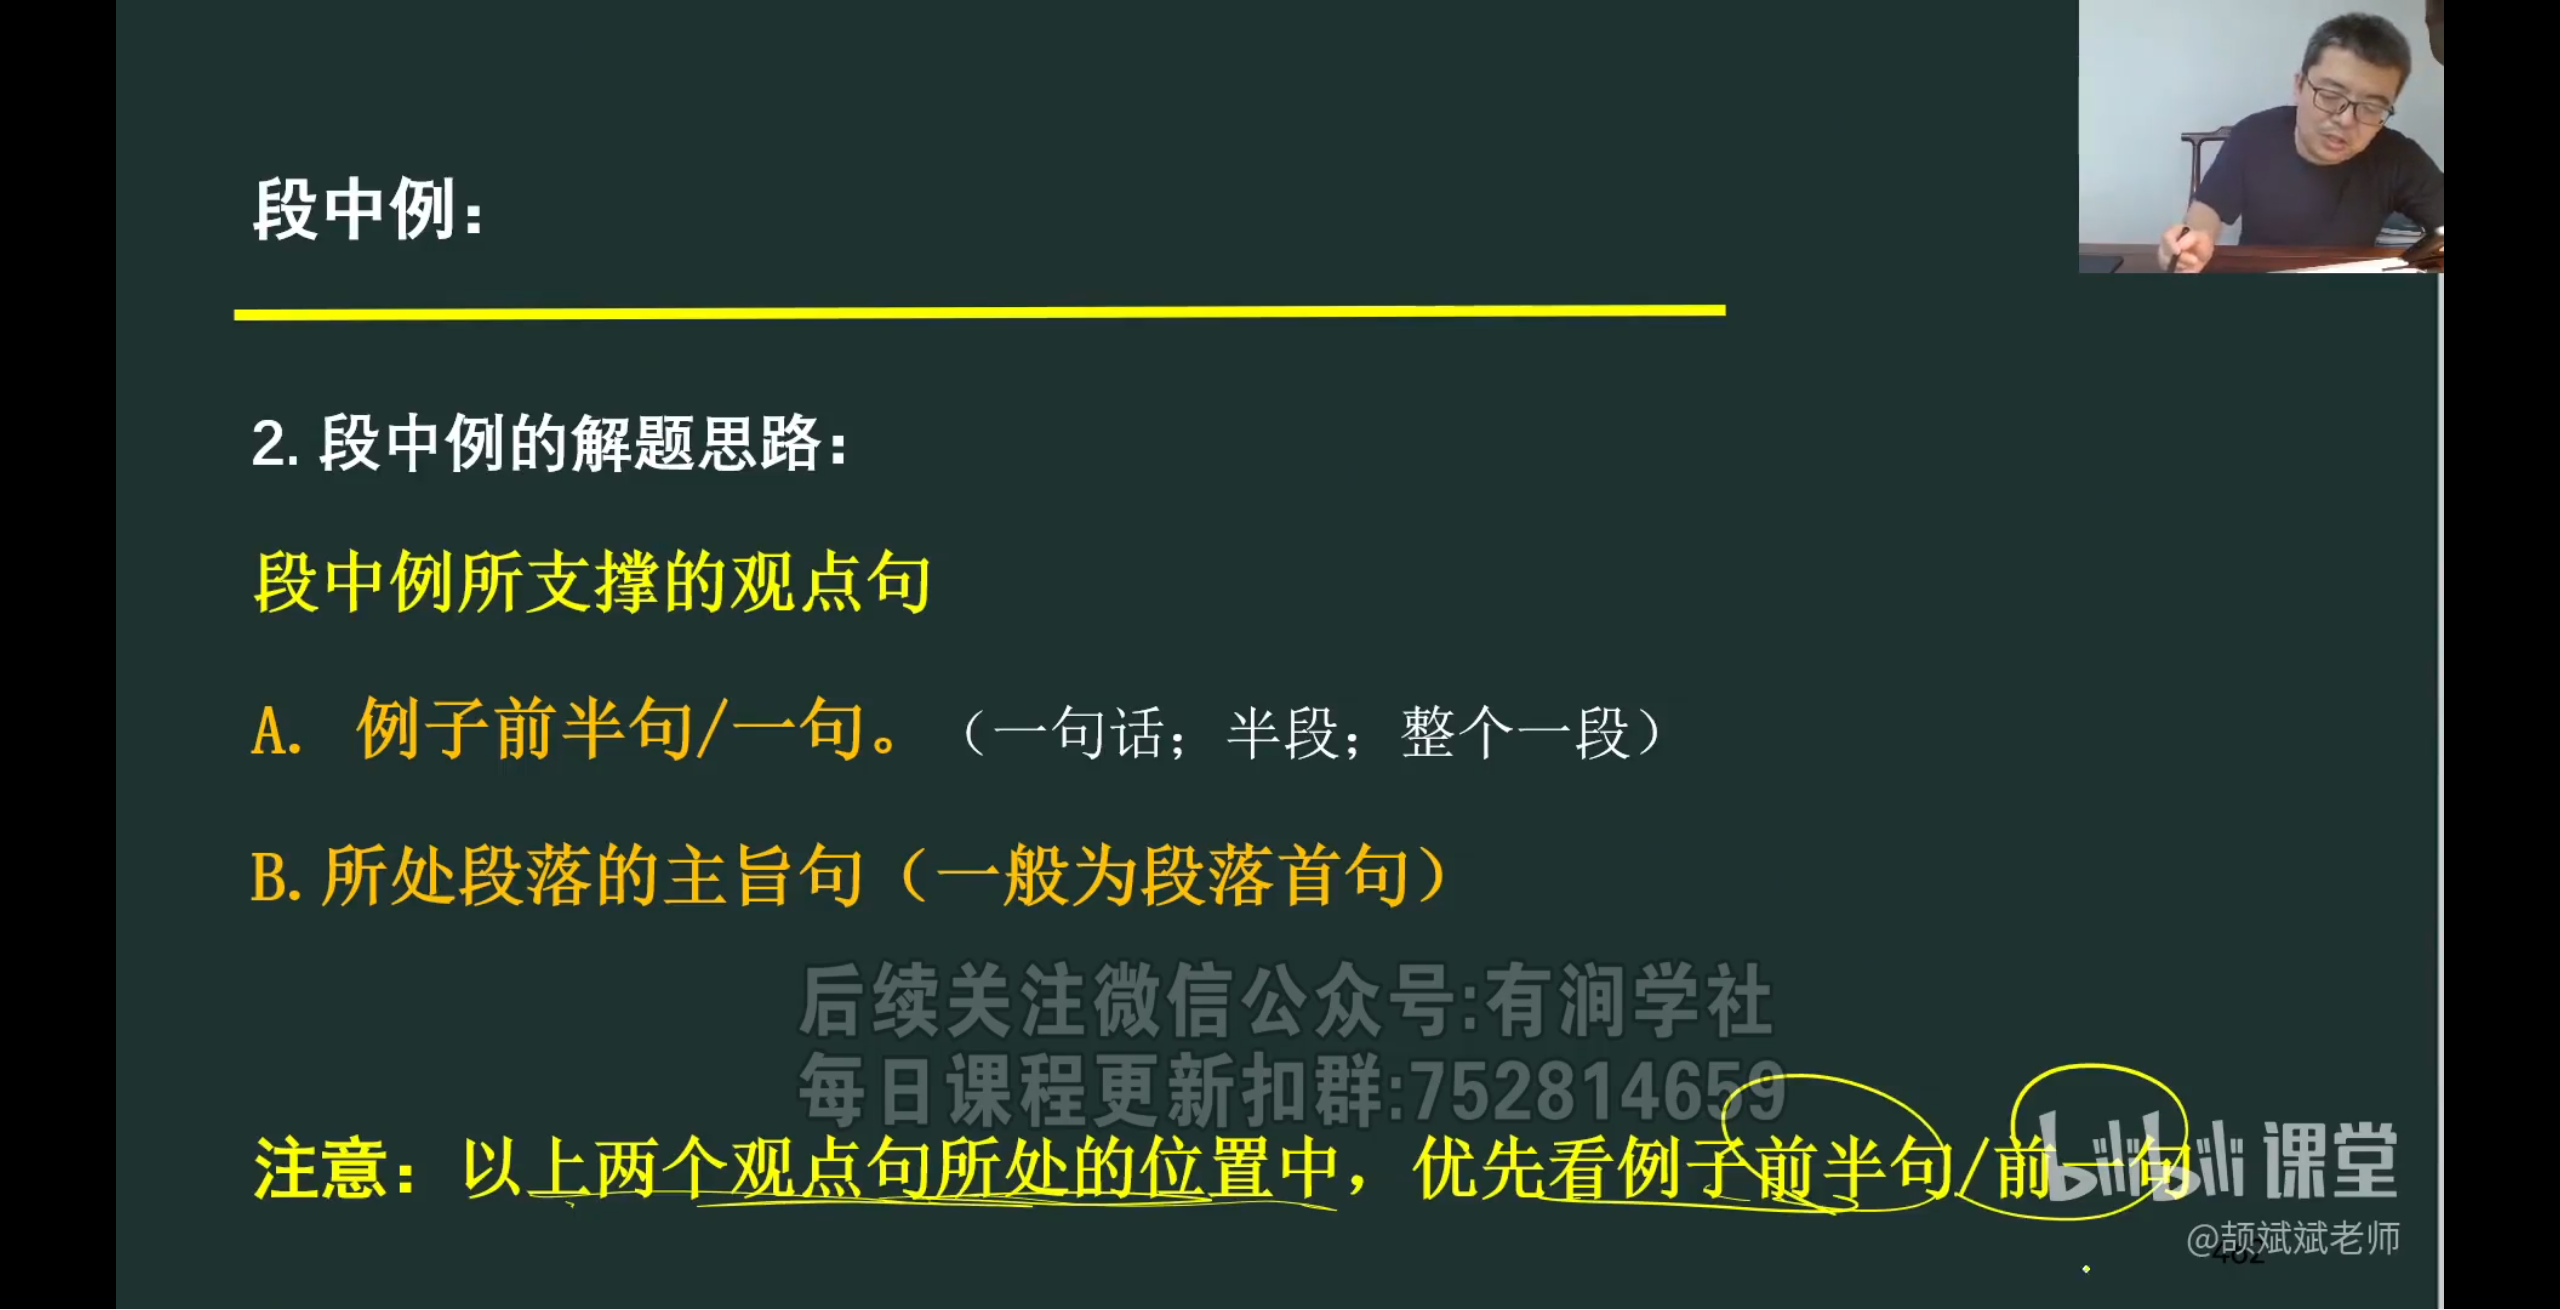 段中例：
2. 段中例的解题思路：
段中例所支撑的观点句
A. 例子前半句/一句。（一句话；半段；整个一段）
B. 所处段落的主旨句（一般为段落首句）
后续关注微信公众号:有涧学社
每日课程更新扣群:752814659
注意：以上两个观点句所处的位置中，优先看例子前半句/前一句
bilibili 课堂
@颉斌斌老师
402